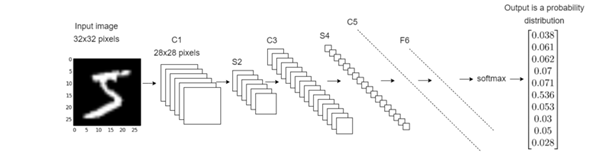 Input image
32x32 pixels
C1
28x28 pixels
S2
C3
S4
C5
F6
softmax
Output is a probability
distribution
0.038
0.061
0.062
0.07
0.071
0.536
0.053
0.03
0.05
0.028
0
5
10
15
20
25
0 5 10 15 20 25